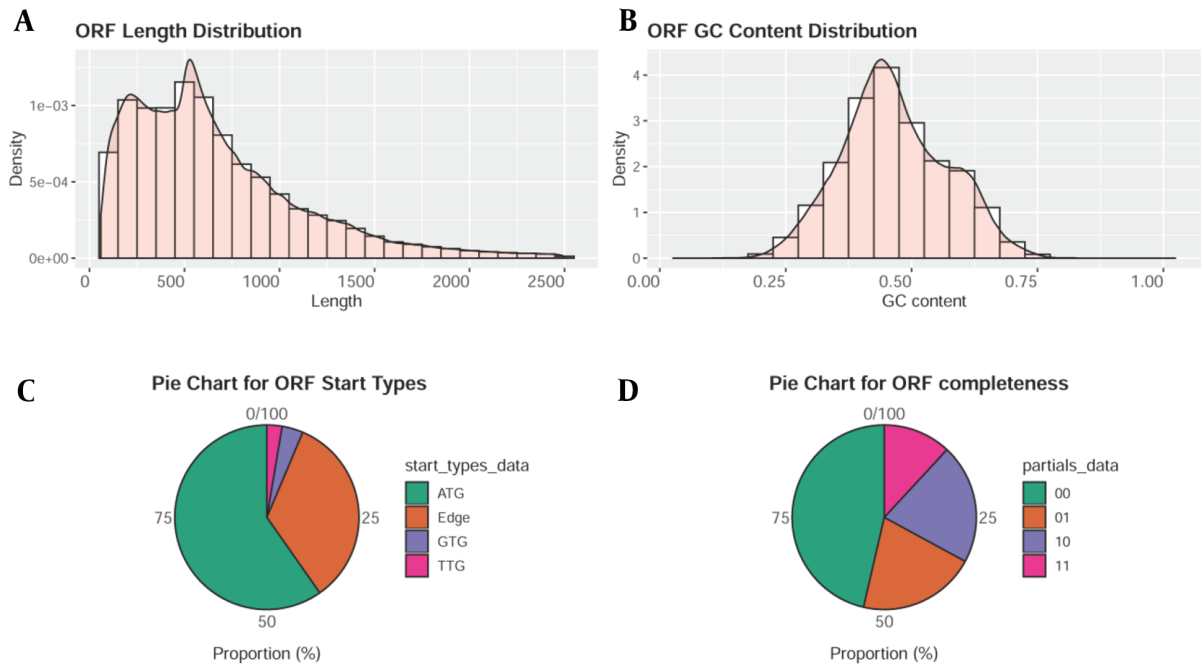 A
ORF Length Distribution
1e−03
5e−04
0e+00
Density
0
500
1000
1500
2000
2500
Length
B
ORF GC Content Distribution
4
3
2
1
0
Density
0.00
0.25
0.50
0.75
1.00
GC content
C
Pie Chart for ORF Start Types
0/100
25
50
75
Proportion (%)
start_types_data
ATG
Edge
GTG
TTG
D
Pie Chart for ORF completeness
0/100
25
50
75
Proportion (%)
partials_data
00
01
10
11